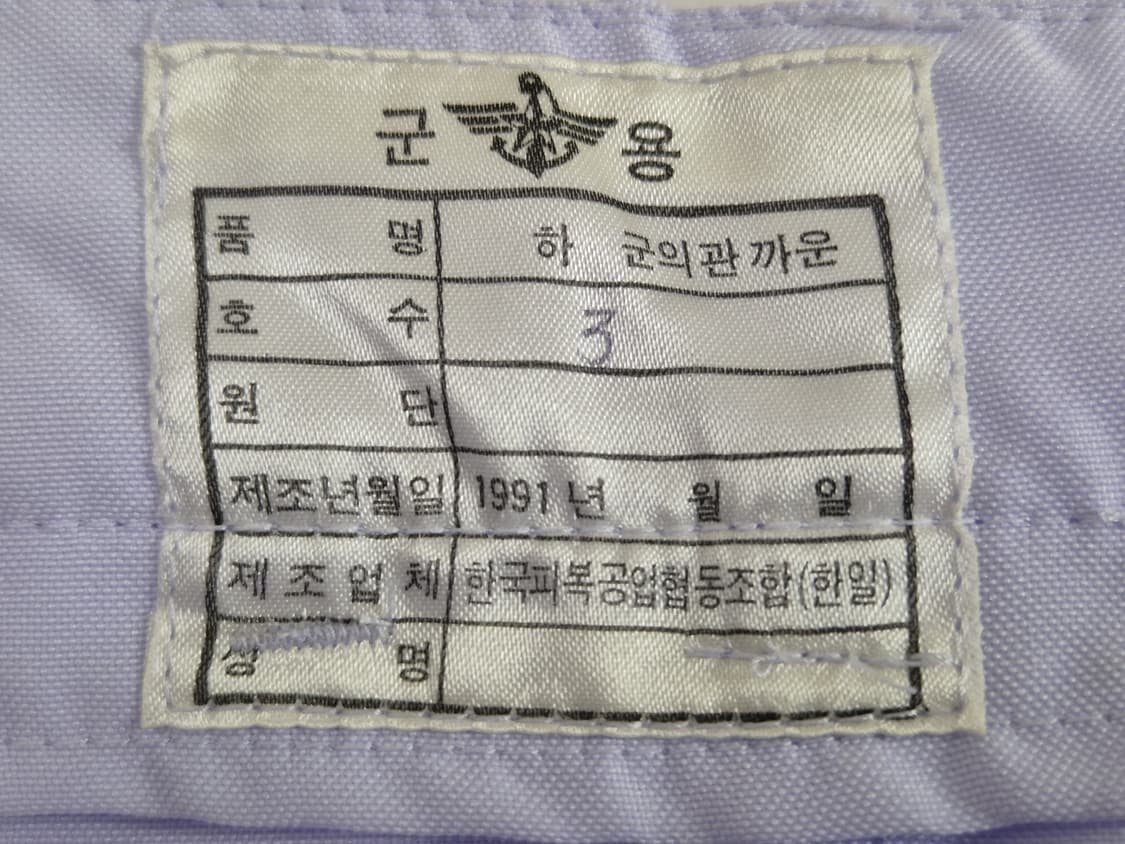 군 용
품 명 하 군의관 까운
호 수 3
원 단
제조년월일 1991 년 월 일
제 조 업 체 한국피복공업협동조합(한일)
성 명